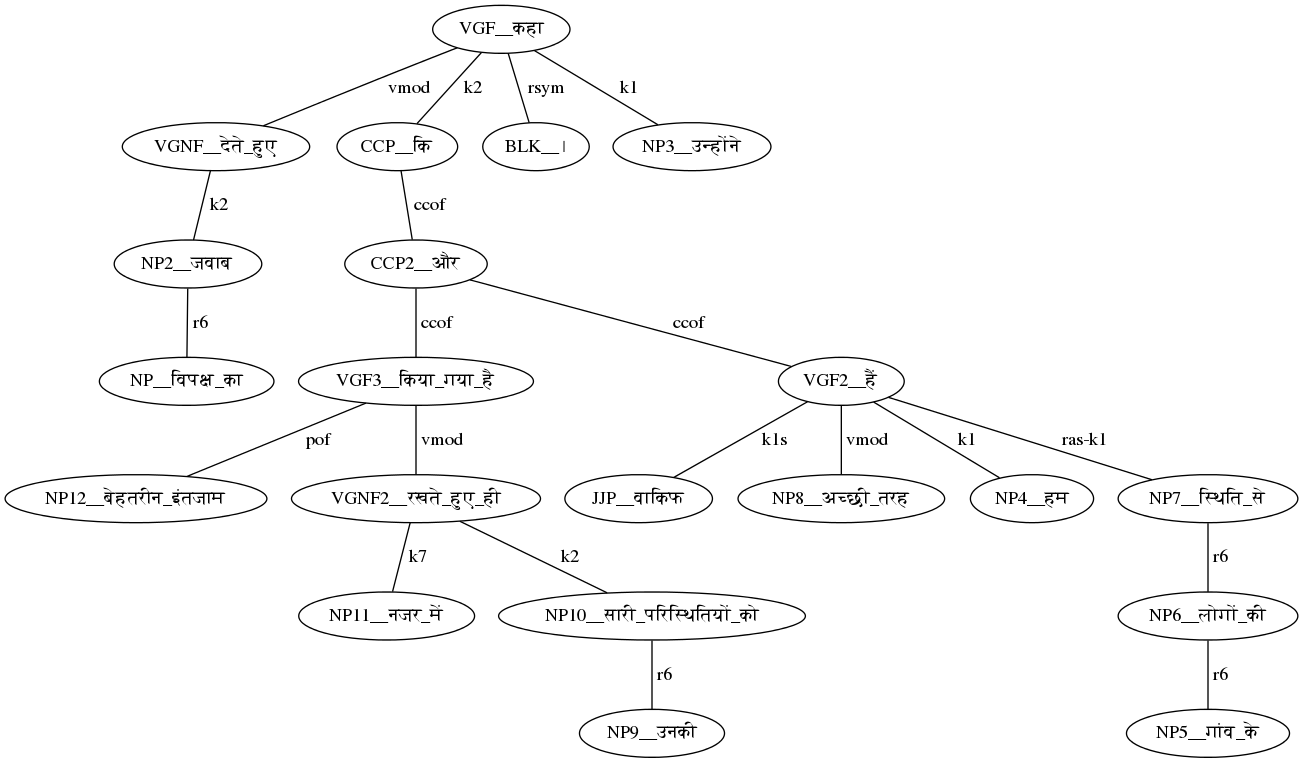 VGF__कहा
vmod k2 rsym k1
VGNF__देते_हुए CCP__कि BLK__। NP3__उन्होंने
k2 ccof
NP2__जवाब CCP2__और
r6 ccof ccof
NP__विपक्ष_का VGF3__किया_गया_है VGF2__हैं
pof vmod k1s vmod k1 ras-k1
NP12__बेहतरीन_इंतजाम VGNF2__रखते_हुए_ही JJP__वाकिफ NP8__अच्छी_तरह NP4__हम NP7__स्थिति_से
k7 k2 r6
NP11__नजर_में NP10__सारी_परिस्थितियों_को NP6__लोगों_की
r6 r6
NP9__उनकी NP5__गांव_के